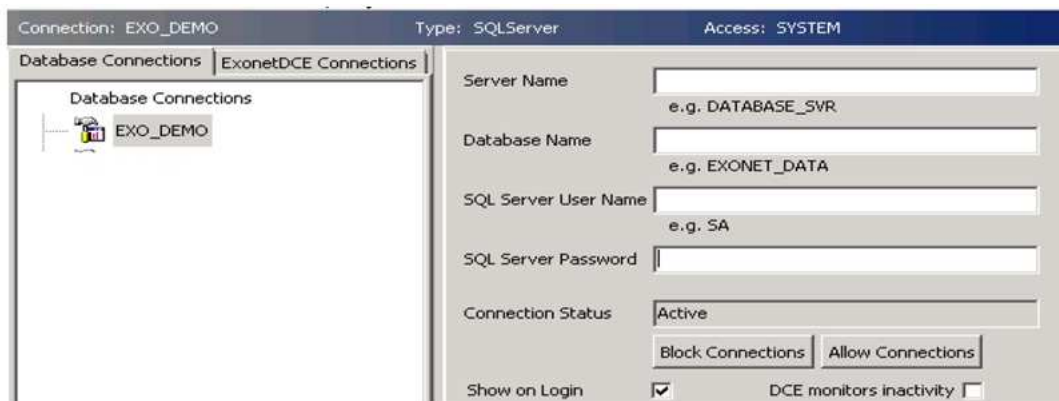 Connection: EXO_DEMO Type: SQLServer Access: SYSTEM
Database Connections ExonetDCE Connections
Database Connections
EXO_DEMO
Server Name
e.g. DATABASE_SVR
Database Name
e.g. EXONET_DATA
SQL Server User Name
e.g. SA
SQL Server Password
Connection Status Active
Block Connections Allow Connections
Show on Login DCE monitors inactivity